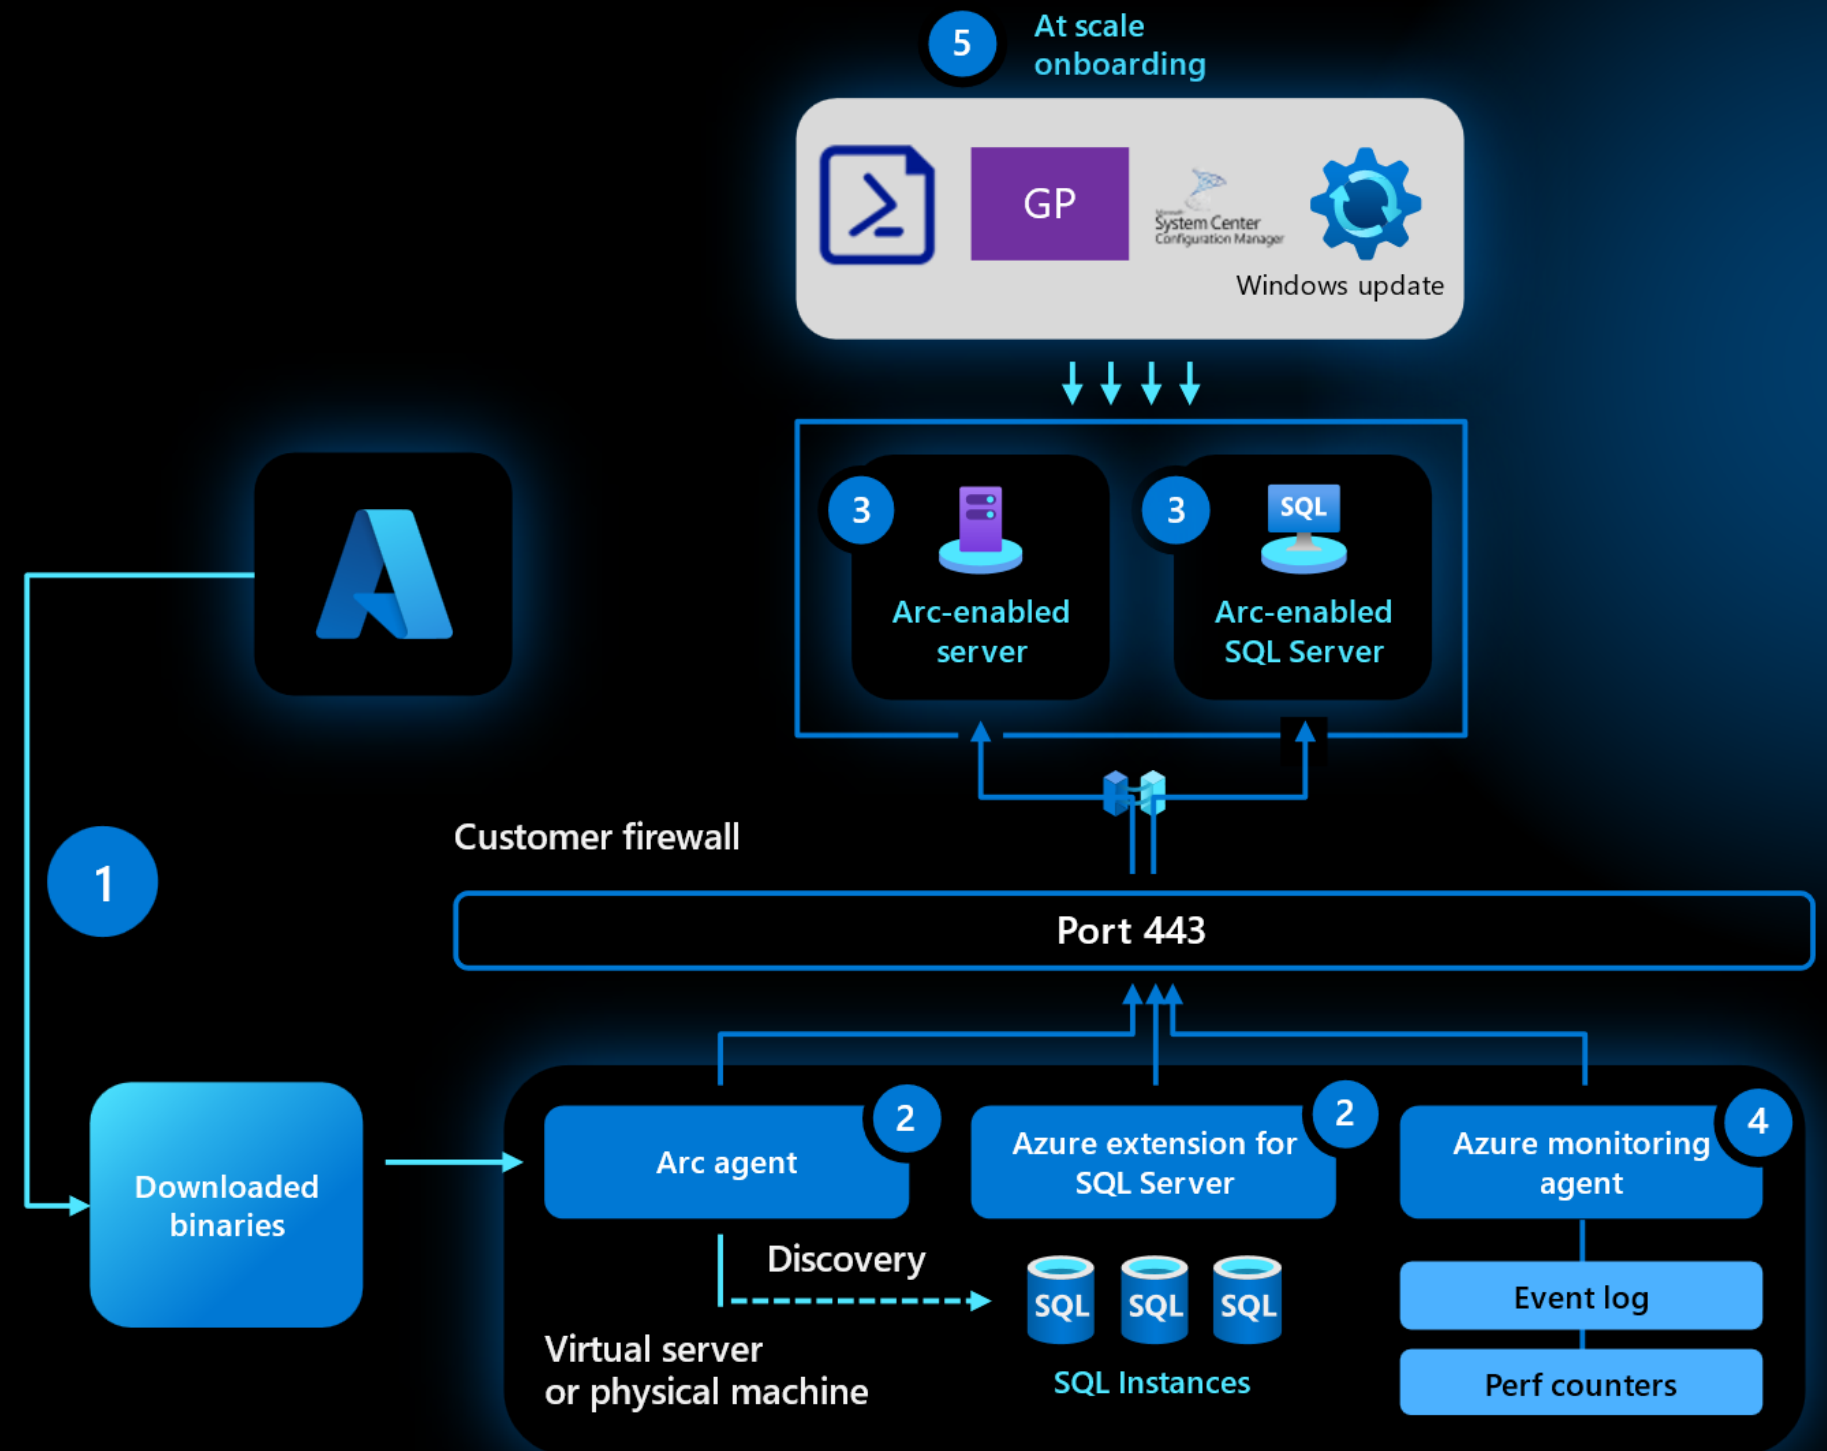 5
At scale
onboarding
GP
Microsoft
System Center
Configuration Manager
Windows update
3
Arc-enabled
server
3
SQL
Arc-enabled
SQL Server
1
Customer firewall
Port 443
Downloaded
binaries
Arc agent
2
Azure extension for
SQL Server
2
Azure monitoring
agent
4
Discovery
SQL
SQL
SQL
SQL Instances
Virtual server
or physical machine
Event log
Perf counters